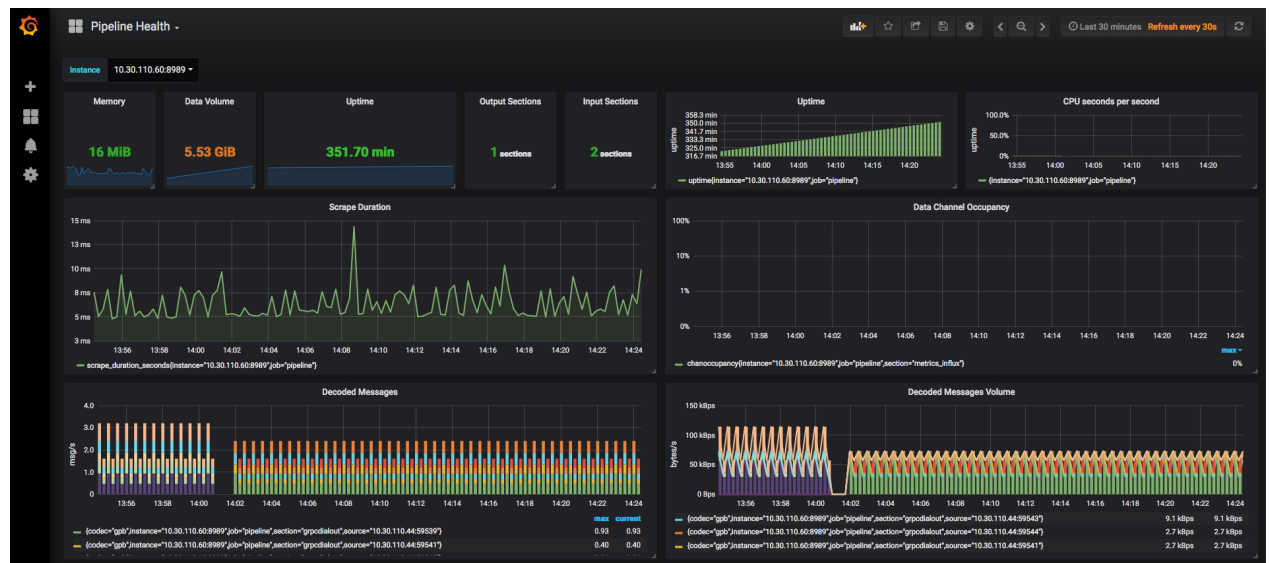 Pipeline Health
Last 30 minutes Refresh every 30s
Instance 10.30.110.60:8989
Memory
16 MiB
Data Volume
5.53 GiB
Uptime
351.70 min
Output Sections
1 sections
Input Sections
2 sections
Uptime
uptime
358.3 min
350.0 min
341.7 min
333.3 min
325.0 min
316.7 min
13:55 14:00 14:05 14:10 14:15 14:20
uptime{instance="10.30.110.60:8989",job="pipeline"}
CPU seconds per second
uptime
100.0%
50.0%
0%
13:55 14:00 14:05 14:10 14:15 14:20
{instance="10.30.110.60:8989",job="pipeline"}
Scrape Duration
15 ms
13 ms
10 ms
8 ms
5 ms
3 ms
13:56 13:58 14:00 14:02 14:04 14:06 14:08 14:10 14:12 14:14 14:16 14:18 14:20 14:22 14:24
scrape_duration_seconds{instance="10.30.110.60:8989",job="pipeline"}
Data Channel Occupancy
100%
10%
1%
0%
13:56 13:58 14:00 14:02 14:04 14:06 14:08 14:10 14:12 14:14 14:16 14:18 14:20 14:22 14:24
max
chanoccupancy{instance="10.30.110.60:8989",job="pipeline",section="metrics_influx"} 0%
Decoded Messages
msg/s
4.0
3.0
2.0
1.0
0
13:56 13:58 14:00 14:02 14:04 14:06 14:08 14:10 14:12 14:14 14:16 14:18 14:20 14:22 14:24
max current
{codec="gpb",instance="10.30.110.60:8989",job="pipeline",section="grpcdialout",source="10.30.110.44:59539"} 0.93 0.93
{codec="gpb",instance="10.30.110.60:8989",job="pipeline",section="grpcdialout",source="10.30.110.44:59541"} 0.40 0.40
Decoded Messages Volume
bytes/s
150 kBps
100 kBps
50 kBps
0 Bps
13:56 13:58 14:00 14:02 14:04 14:06 14:08 14:10 14:12 14:14 14:16 14:18 14:20 14:22 14:24
{codec="gpb",instance="10.30.110.60:8989",job="pipeline",section="grpcdialout",source="10.30.110.44:59543"} 9.1 kBps 9.1 kBps
{codec="gpb",instance="10.30.110.60:8989",job="pipeline",section="grpcdialout",source="10.30.110.44:59544"} 2.7 kBps 2.7 kBps
{codec="gpb",instance="10.30.110.60:8989",job="pipeline",section="grpcdialout",source="10.30.110.44:59541"} 2.7 kBps 2.7 kBps